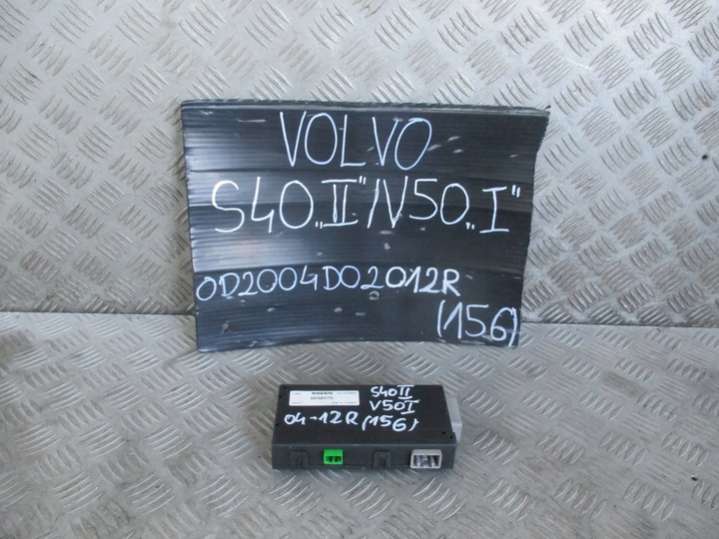 VOLVO
S40„II"/V50„I"
OD2004DO2012R
(156)
S40II
V50I
04-12R(156)